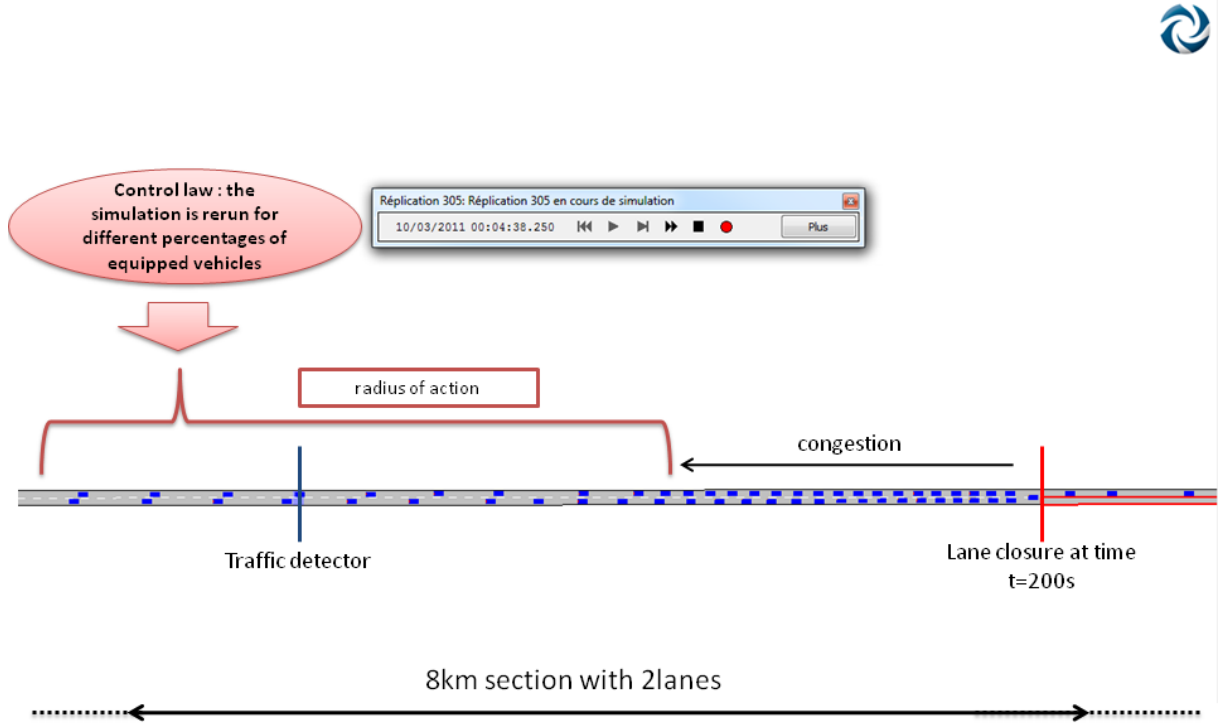 Control law : the
simulation is rerun for
different percentages of
equipped vehicles
Réplication 305: Réplication 305 en cours de simulation
10/03/2011 00:04:38.250
Plus
radius of action
congestion
Traffic detector
Lane closure at time
t=200s
8km section with 2lanes